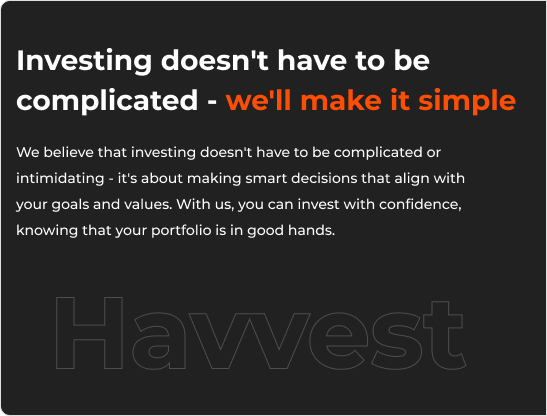 Investing doesn't have to be
complicated - we'll make it simple
We believe that investing doesn't have to be complicated or
intimidating - it's about making smart decisions that align with
your goals and values. With us, you can invest with confidence,
knowing that your portfolio is in good hands.
Havvest